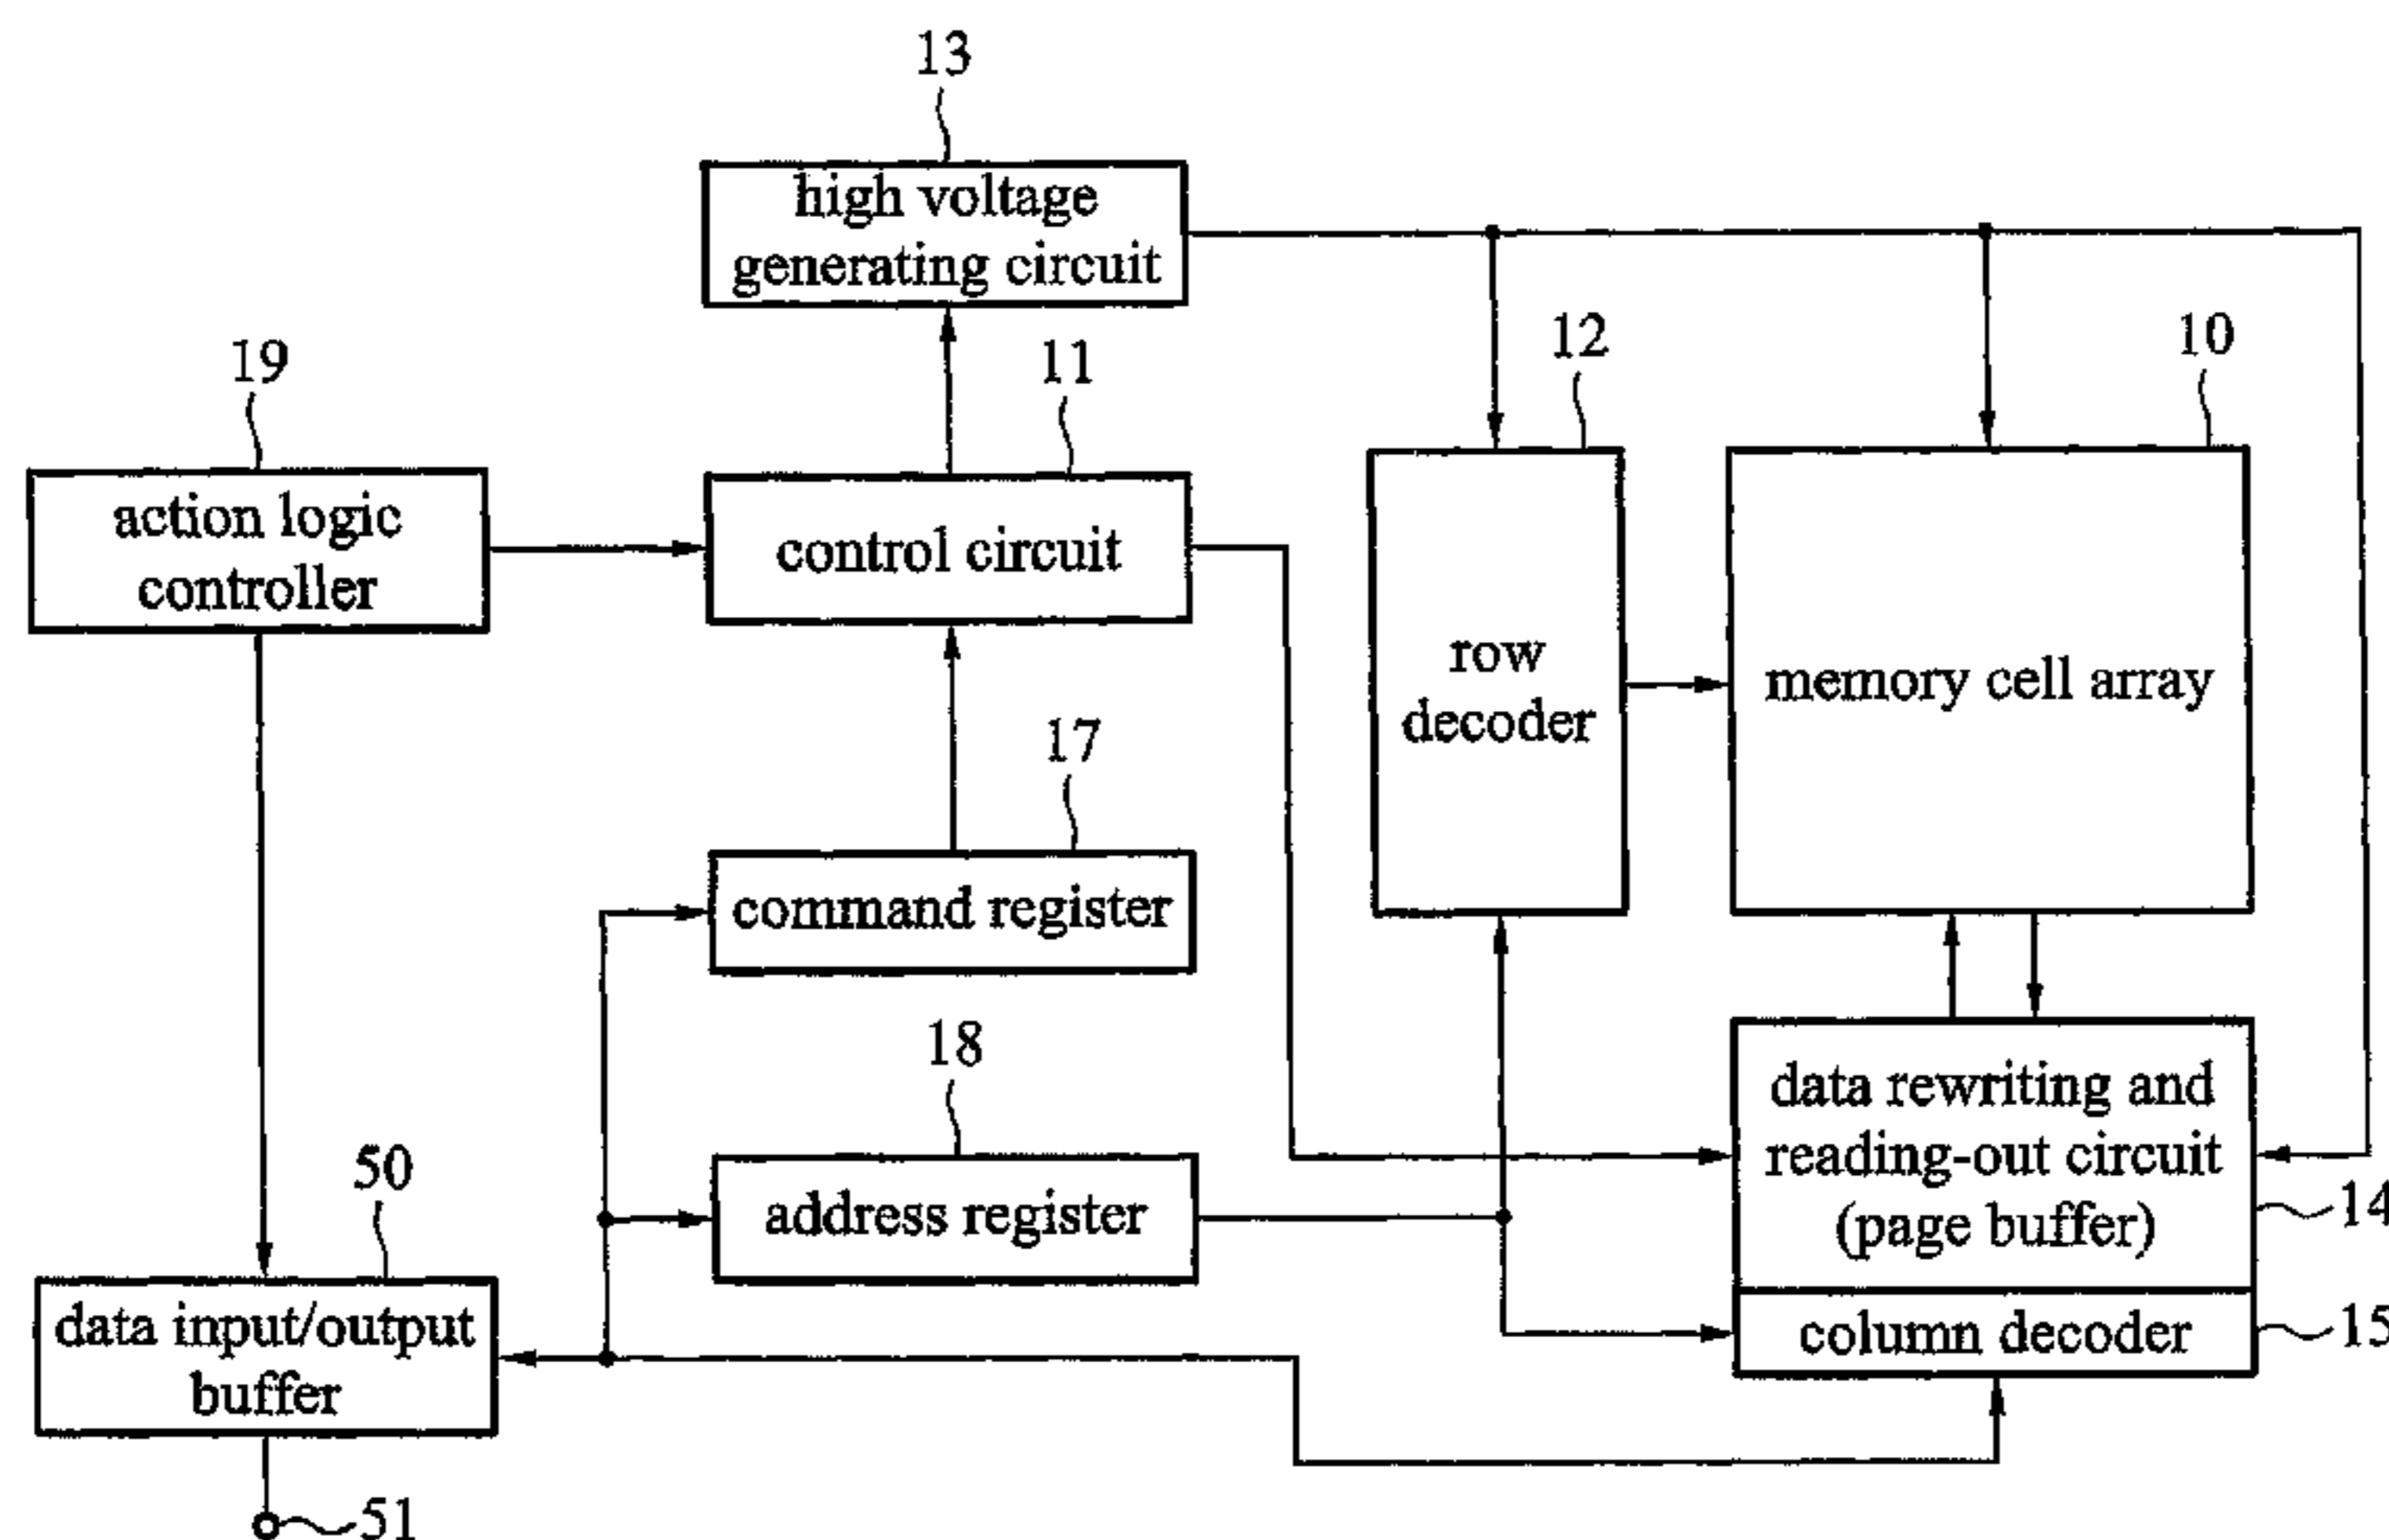 13
high voltage
generating circuit
19
11
12
10
action logic
controller
control circuit
row
decoder
memory cell array
17
command register
18
address register
data rewriting and
reading-out circuit
(page buffer)
14
50
data input/output
buffer
column decoder
15
51